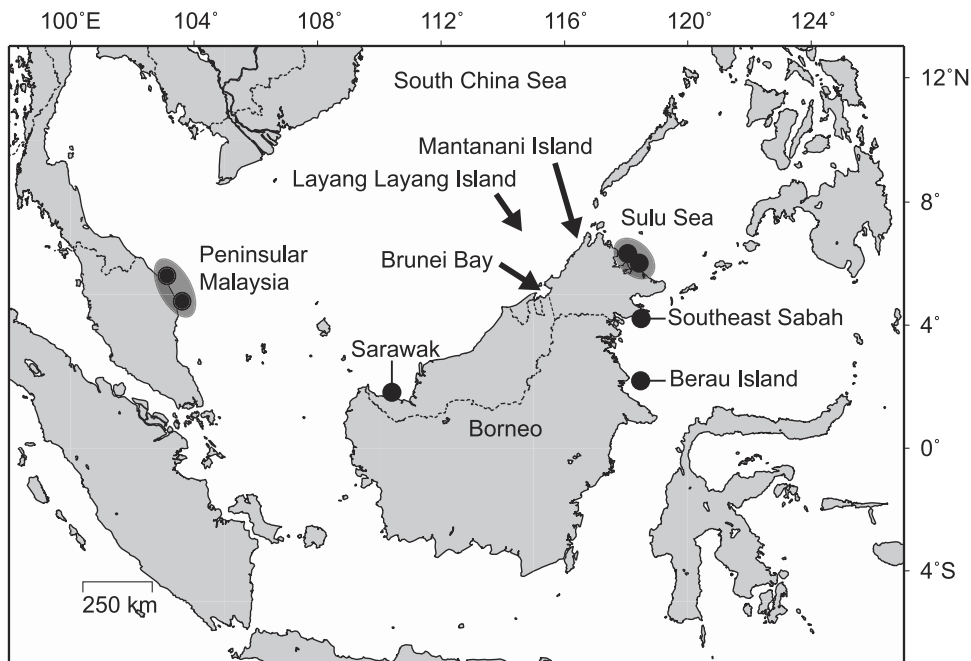 100˚E
104˚
108˚
112˚
116˚
120˚
124˚
South China Sea
12˚N
Mantanani Island
Layang Layang Island
8˚
Sulu Sea
Peninsular
Malaysia
Brunei Bay
4˚
Southeast Sabah
Sarawak
Berau Island
Borneo
0˚
4˚S
250 km